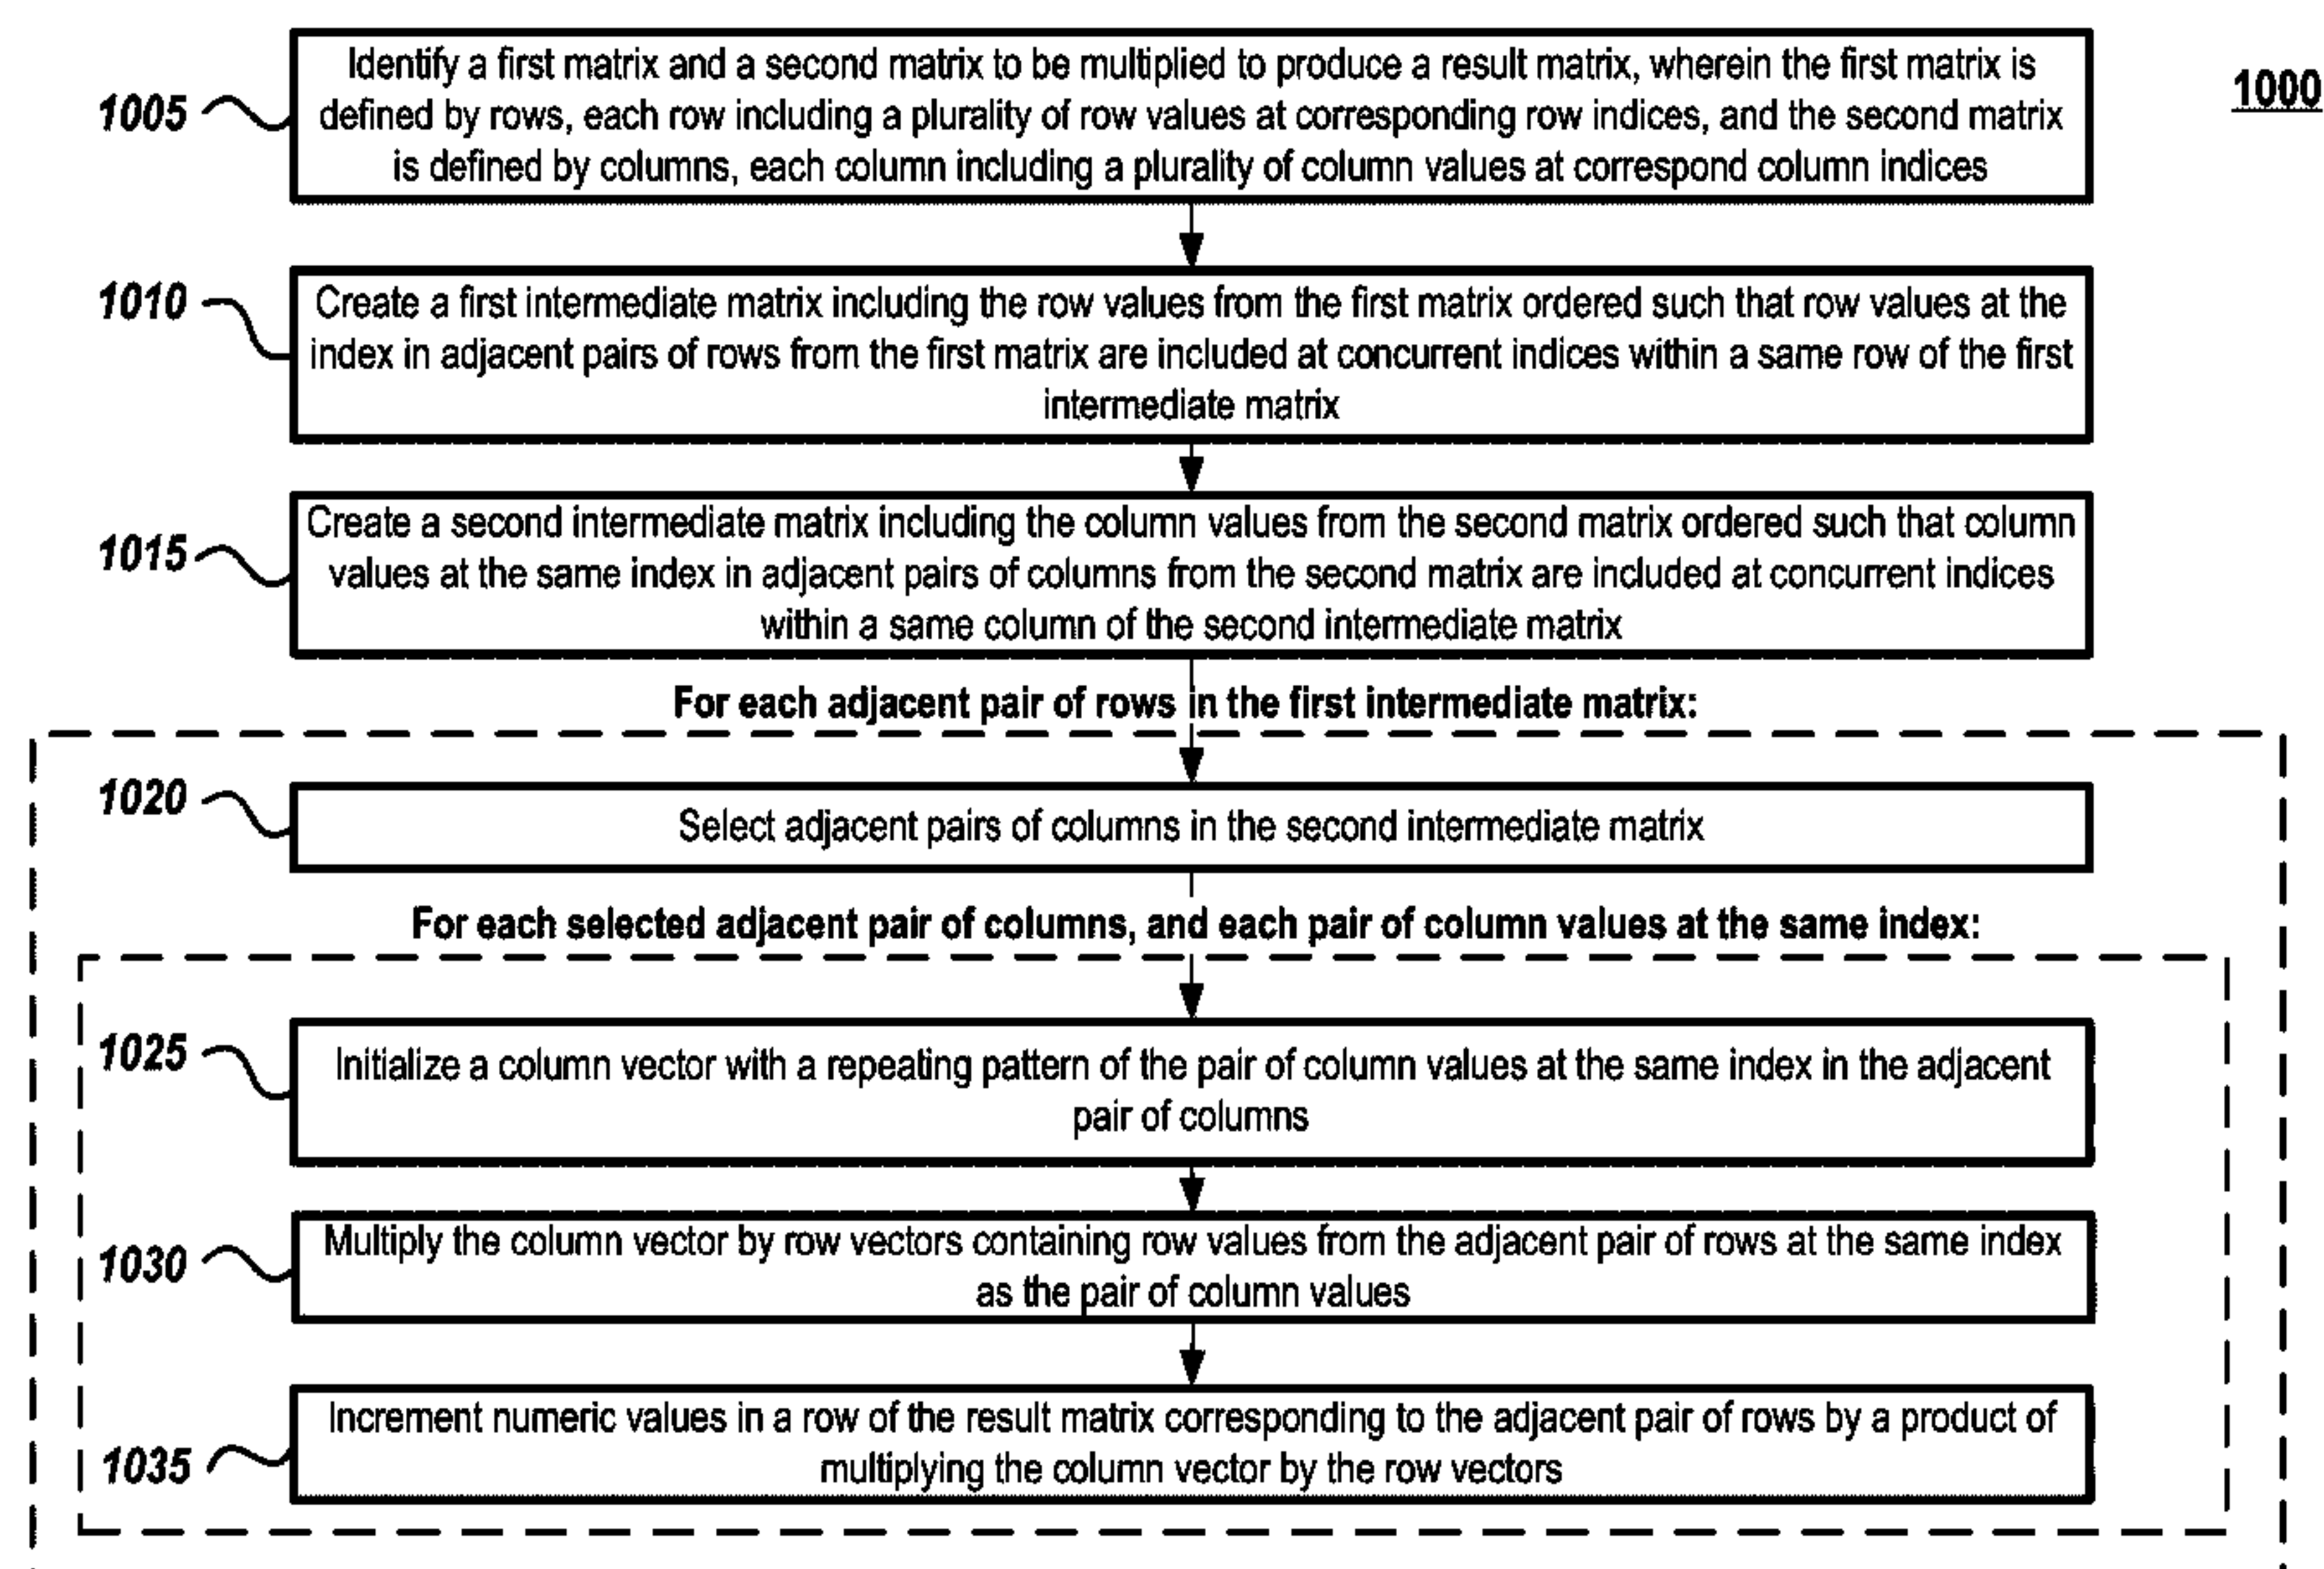 1000
Identify a first matrix and a second matrix to be multiplied to produce a result matrix, wherein the first matrix is
1005
defined by rows, each row including a plurality of row values at corresponding row indices, and the second matrix
is defined by columns, each column including a plurality of column values at correspond column indices
1010
Create a first intermediate matrix including the row values from the first matrix ordered such that row values at the
index in adjacent pairs of rows from the first matrix are included at concurrent indices within a same row of the first
intermediate matrix
1015
Create a second intermediate matrix including the column values from the second matrix ordered such that column
values at the same index in adjacent pairs of columns from the second matrix are included at concurrent indices
within a same column of the second intermediate matrix
For each adjacent pair of rows in the first intermediate matrix:
1020
Select adjacent pairs of columns in the second intermediate matrix
For each selected adjacent pair of columns, and each pair of column values at the same index:
1025
Initialize a column vector with a repeating pattern of the pair of column values at the same index in the adjacent
pair of columns
1030
Multiply the column vector by row vectors containing row values from the adjacent pair of rows at the same index
as the pair of column values
1035
Increment numeric values in a row of the result matrix corresponding to the adjacent pair of rows by a product of
multiplying the column vector by the row vectors